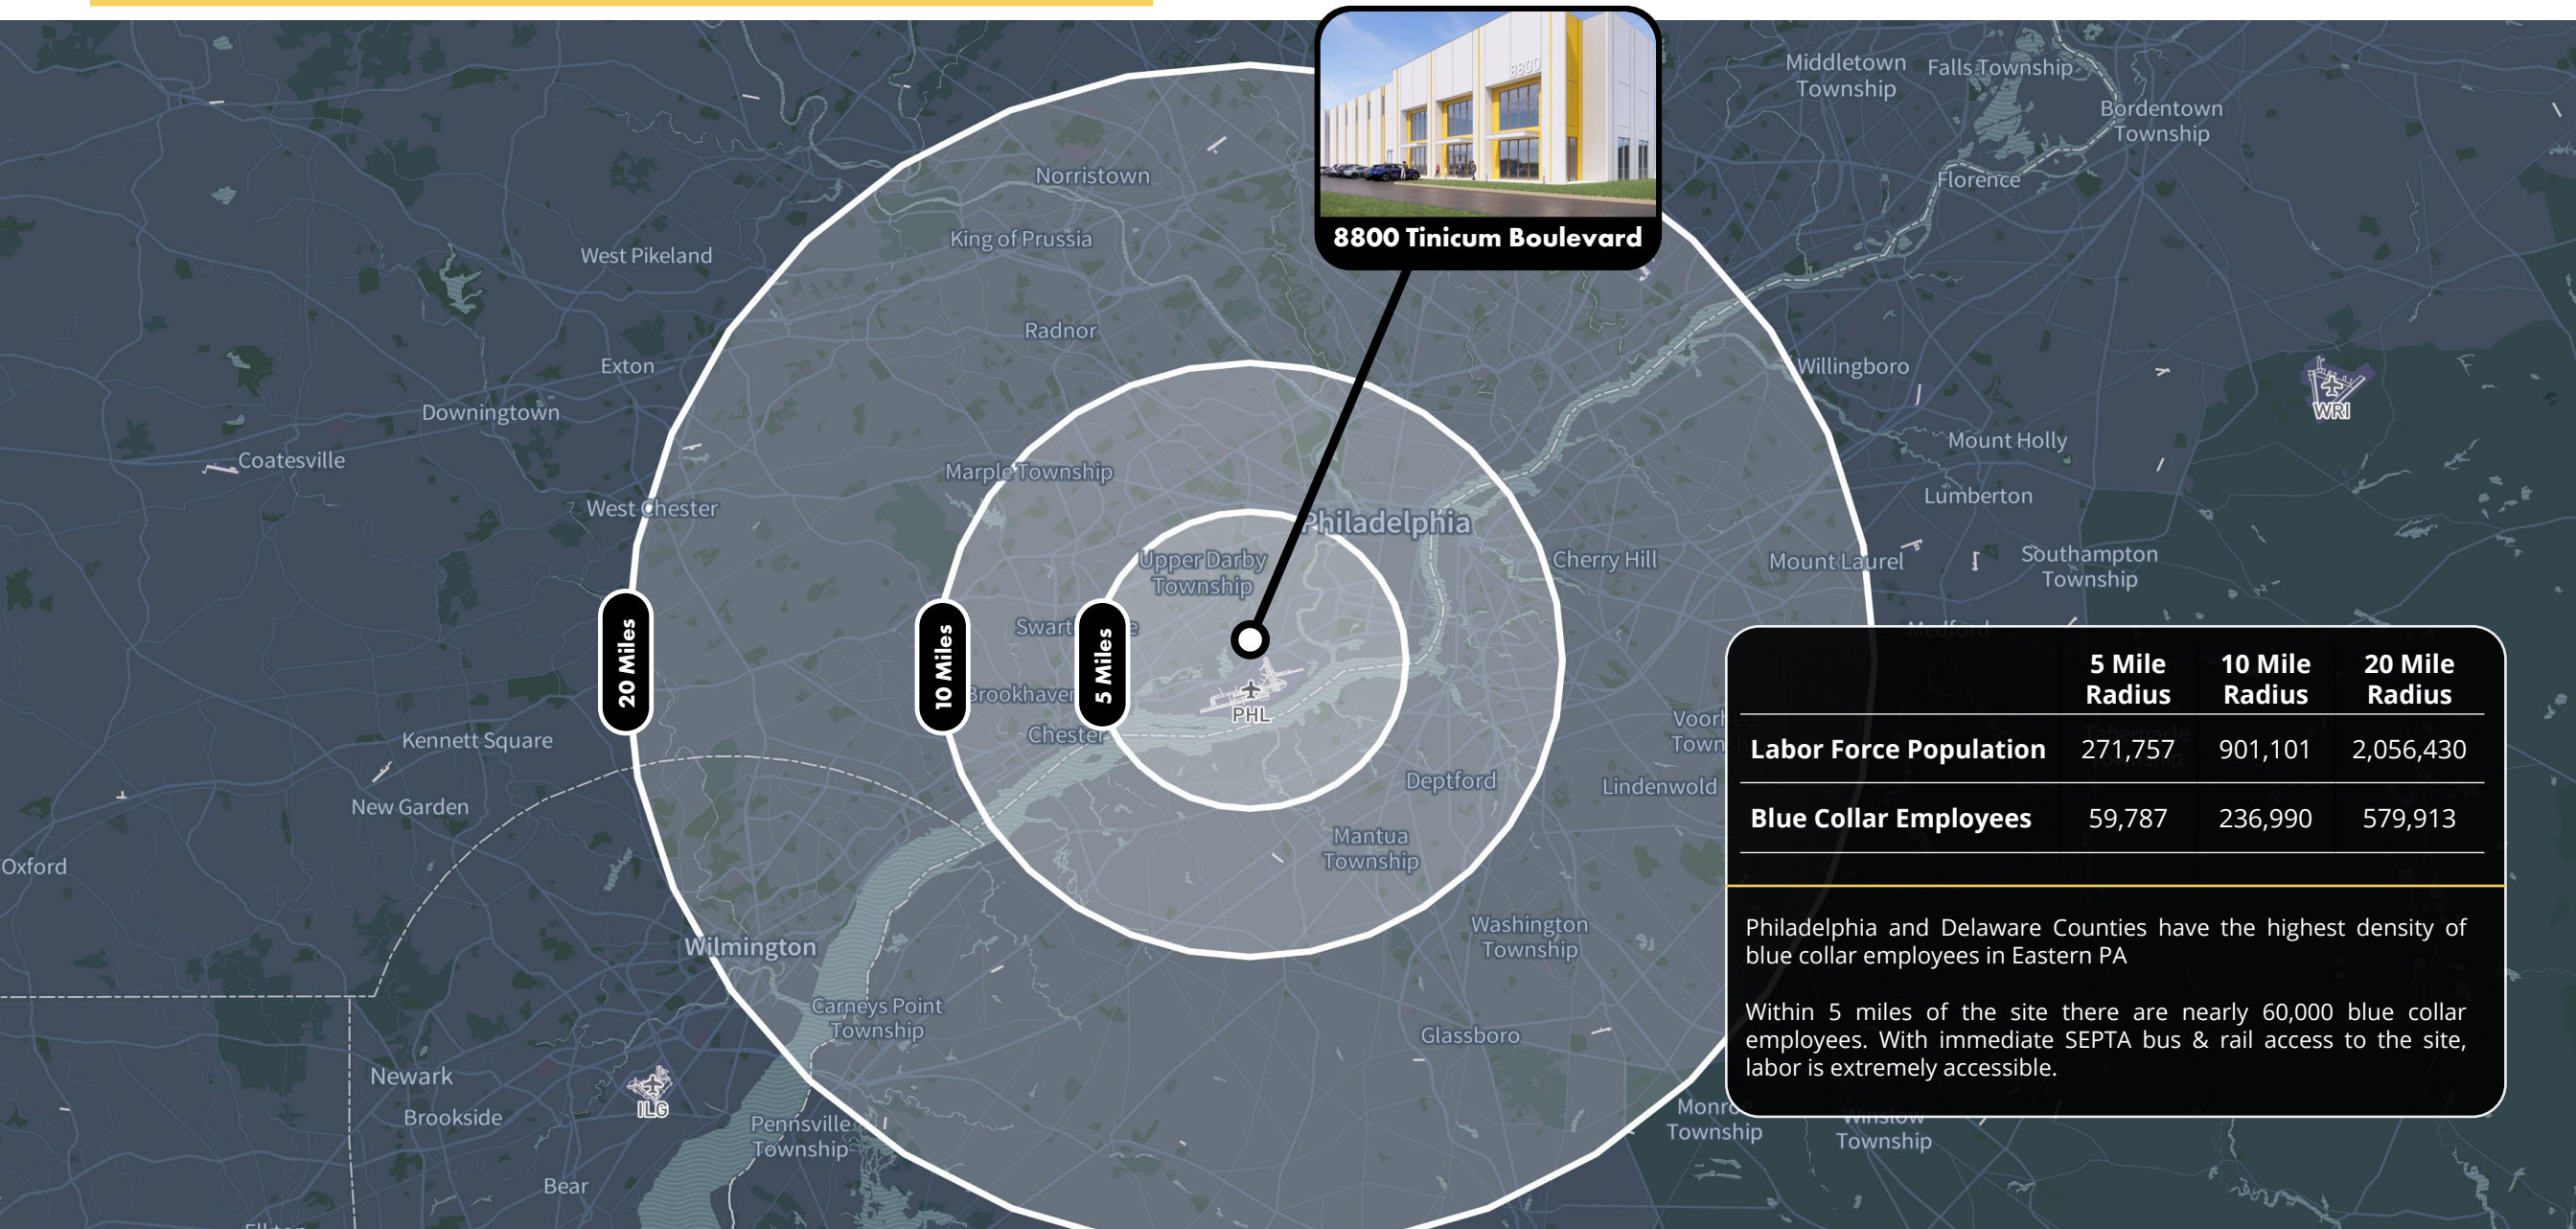 8800
8800 Tinicum Boulevard
Middletown
Township
Falls Township
Bordentown
Township
Florence
Norristown
King of Prussia
West Pikeland
Radnor
Exton
Willingboro
Downingtown
WRI
Mount Holly
Coatesville
Marple Township
Lumberton
West Chester
Philadelphia
Upper Darby
Township
Cherry Hill
Mount Laurel
Southampton
Township
Medford
20 Miles
10 Miles
5 Miles
Brookhaven
PHL
Chester
Kennett Square
New Garden
Deptford
Lindenwold
Mantua
Township
Oxford
Washington
Township
Wilmington
Carneys Point
Township
Glassboro
Newark
ILG
Brookside
Pennsville
Township
Monroe
Township
Winslow
Township
Bear
5 Mile Radius 10 Mile Radius 20 Mile Radius
Labor Force Population 271,757 901,101 2,056,430
Blue Collar Employees 59,787 236,990 579,913
Philadelphia and Delaware Counties have the highest density of
blue collar employees in Eastern PA
Within 5 miles of the site there are nearly 60,000 blue collar
employees. With immediate SEPTA bus & rail access to the site,
labor is extremely accessible.